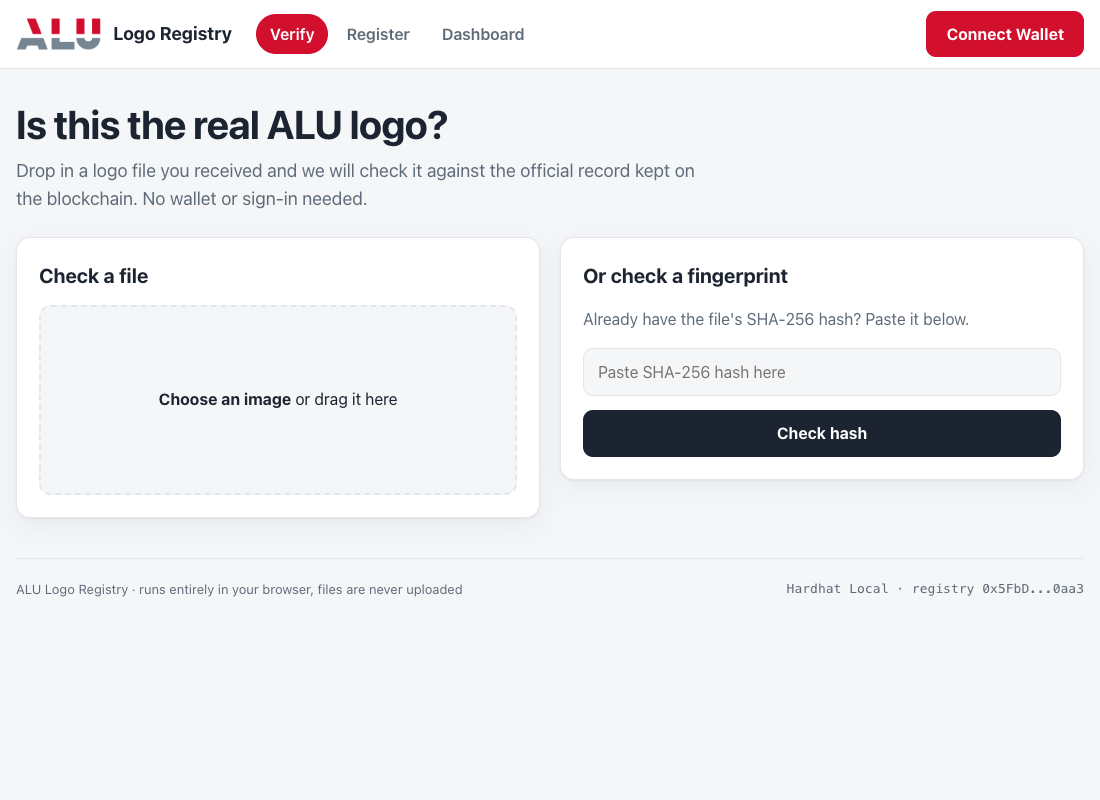 ALU Logo Registry Verify Register Dashboard Connect Wallet
Is this the real ALU logo?
Drop in a logo file you received and we will check it against the official record kept on
the blockchain. No wallet or sign-in needed.
Check a file
Choose an image or drag it here
Or check a fingerprint
Already have the file's SHA-256 hash? Paste it below.
Paste SHA-256 hash here
Check hash
ALU Logo Registry · runs entirely in your browser, files are never uploaded
Hardhat Local · registry 0x5FbD...0aa3